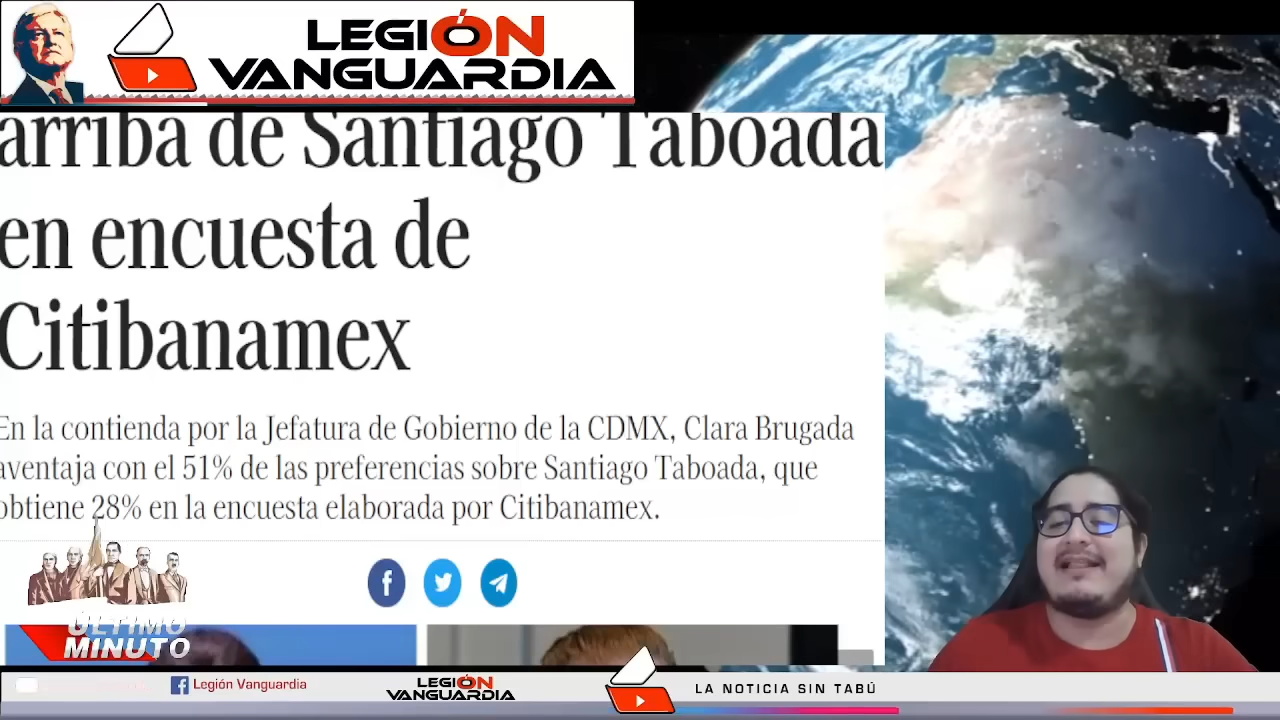 LEGIÓN
VANGUARDIA
arriba de Santiago Taboada
en encuesta de
Citibanamex
En la contienda por la Jefatura de Gobierno de la CDMX, Clara Brugada
aventaja con el 51% de las preferencias sobre Santiago Taboada, que
obtiene 28% en la encuesta elaborada por Citibanamex.
ÚLTIMO
MINUTO
Legión Vanguardia
LEGIÓN
VANGUARDIA
LA NOTICIA SIN TABÚ